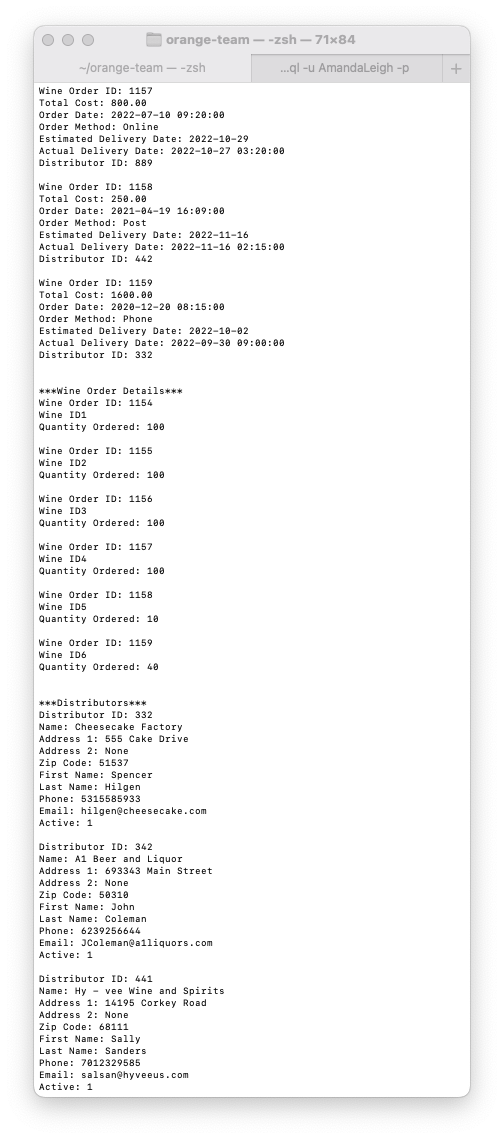 orange-team — -zsh — 71×84
~/orange-team — -zsh
...ql -u AmandaLeigh -p
+
Wine Order ID: 1157
Total Cost: 800.00
Order Date: 2022-07-10 09:20:00
Order Method: Online
Estimated Delivery Date: 2022-10-29
Actual Delivery Date: 2022-10-27 03:20:00
Distributor ID: 889
Wine Order ID: 1158
Total Cost: 250.00
Order Date: 2021-04-19 16:09:00
Order Method: Post
Estimated Delivery Date: 2022-11-16
Actual Delivery Date: 2022-11-16 02:15:00
Distributor ID: 442
Wine Order ID: 1159
Total Cost: 1600.00
Order Date: 2020-12-20 08:15:00
Order Method: Phone
Estimated Delivery Date: 2022-10-02
Actual Delivery Date: 2022-09-30 09:00:00
Distributor ID: 332
***Wine Order Details***
Wine Order ID: 1154
Wine ID1
Quantity Ordered: 100
Wine Order ID: 1155
Wine ID2
Quantity Ordered: 100
Wine Order ID: 1156
Wine ID3
Quantity Ordered: 100
Wine Order ID: 1157
Wine ID4
Quantity Ordered: 100
Wine Order ID: 1158
Wine ID5
Quantity Ordered: 10
Wine Order ID: 1159
Wine ID6
Quantity Ordered: 40
***Distributors***
Distributor ID: 332
Name: Cheesecake Factory
Address 1: 555 Cake Drive
Address 2: None
Zip Code: 51537
First Name: Spencer
Last Name: Hilgen
Phone: 5315585933
Email: hilgen@cheesecake.com
Active: 1
Distributor ID: 342
Name: A1 Beer and Liquor
Address 1: 693343 Main Street
Address 2: None
Zip Code: 50310
First Name: John
Last Name: Coleman
Phone: 6239256644
Email: JColeman@a1liquors.com
Active: 1
Distributor ID: 441
Name: Hy - vee Wine and Spirits
Address 1: 14195 Corkey Road
Address 2: None
Zip Code: 68111
First Name: Sally
Last Name: Sanders
Phone: 7012329585
Email: salsan@hyveeus.com
Active: 1